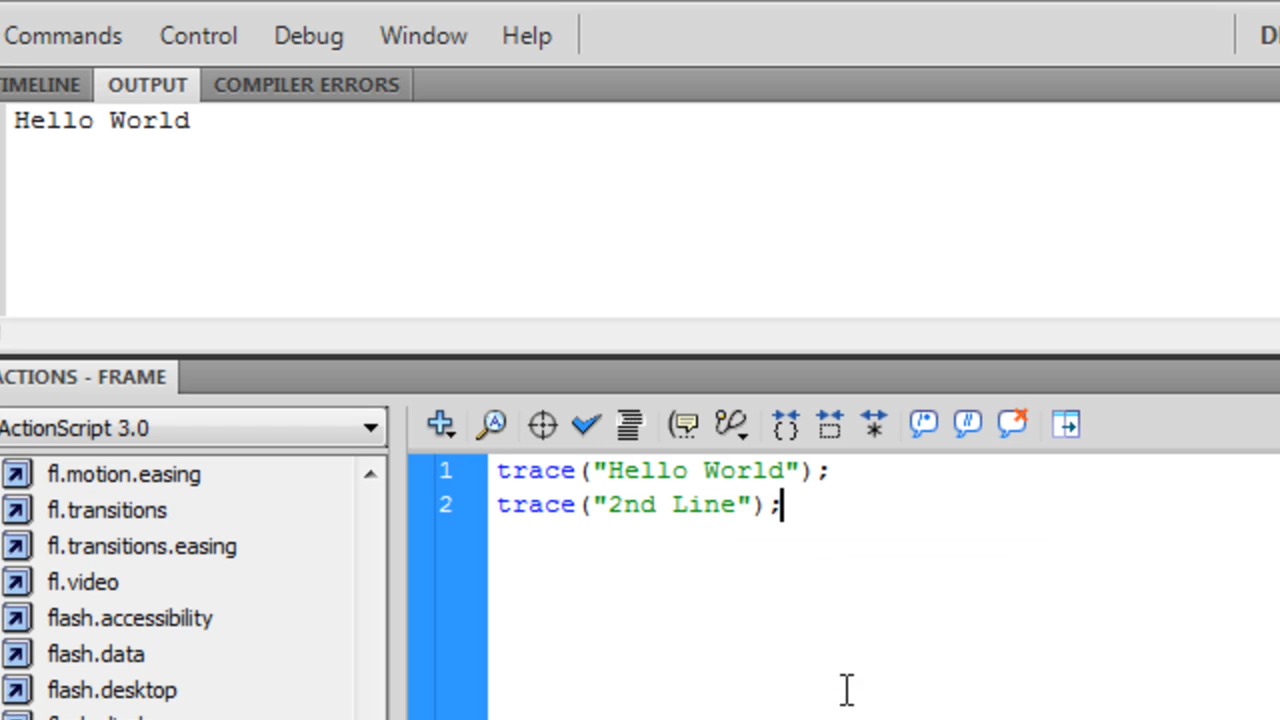 Commands Control Debug Window Help
TIMELINE OUTPUT COMPILER ERRORS
Hello World
ACTIONS - FRAME
ActionScript 3.0
fl.motion.easing
fl.transitions
fl.transitions.easing
fl.video
flash.accessibility
flash.data
flash.desktop
1 trace("Hello World");
2 trace("2nd Line");